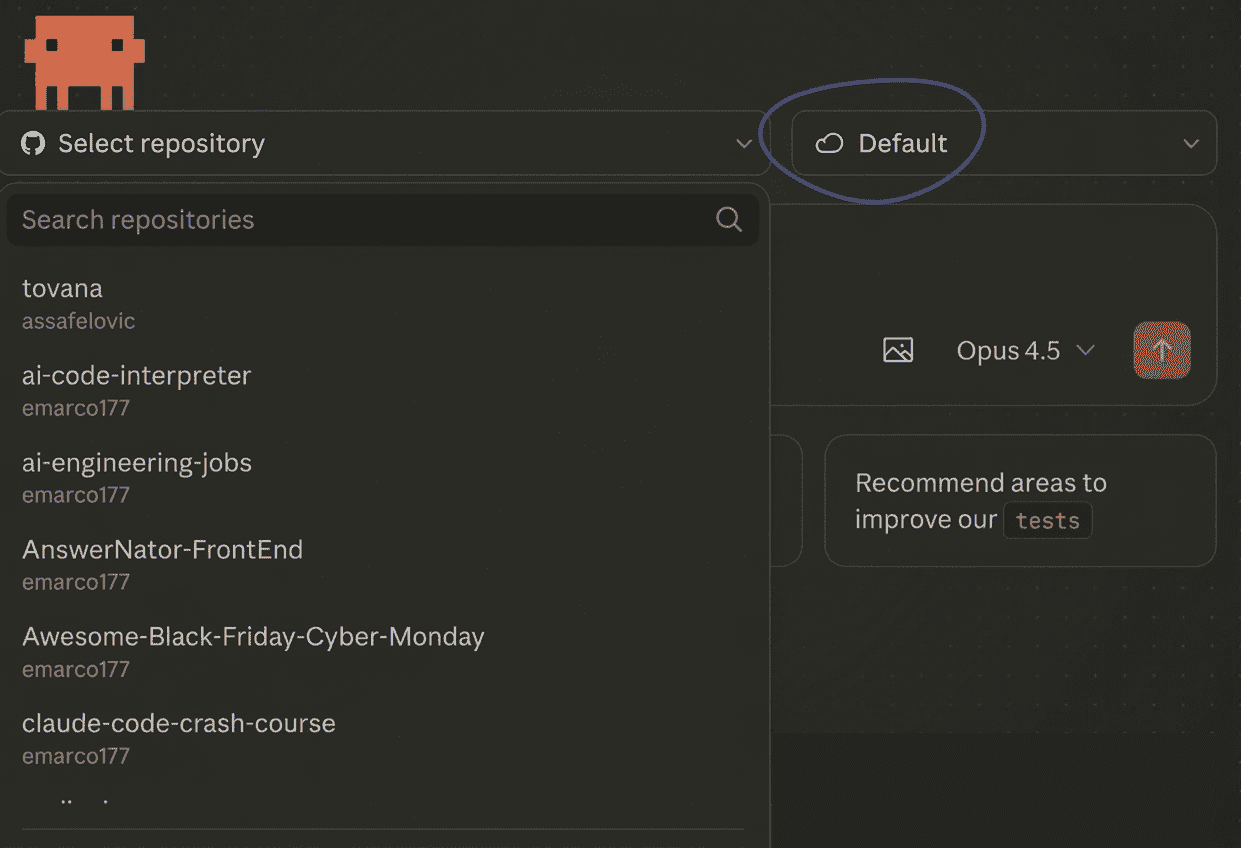 Select repository
Default
Search repositories
tovana
assafelovic
ai-code-interpreter
emarco177
ai-engineering-jobs
emarco177
AnswerNator-FrontEnd
emarco177
Awesome-Black-Friday-Cyber-Monday
emarco177
claude-code-crash-course
emarco177
Opus 4.5
Recommend areas to
improve our tests